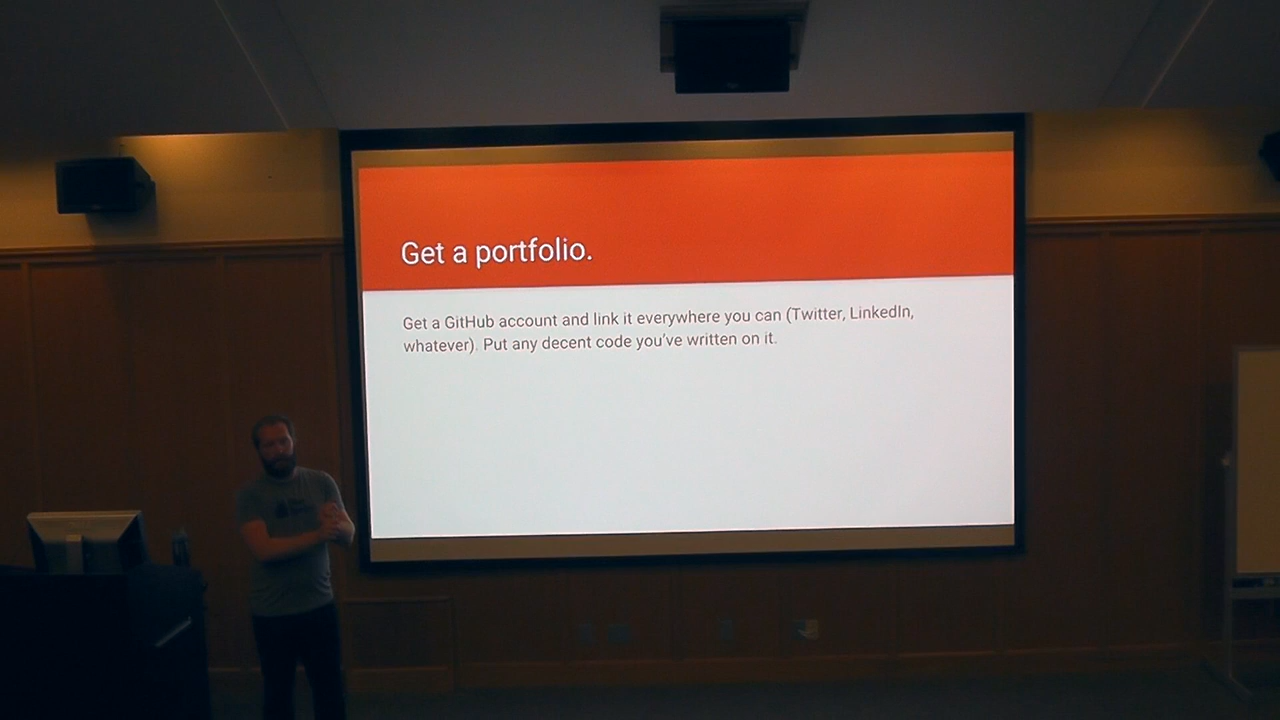 Get a portfolio.
Get a GitHub account and link it everywhere you can (Twitter, LinkedIn,
whatever). Put any decent code you've written on it.